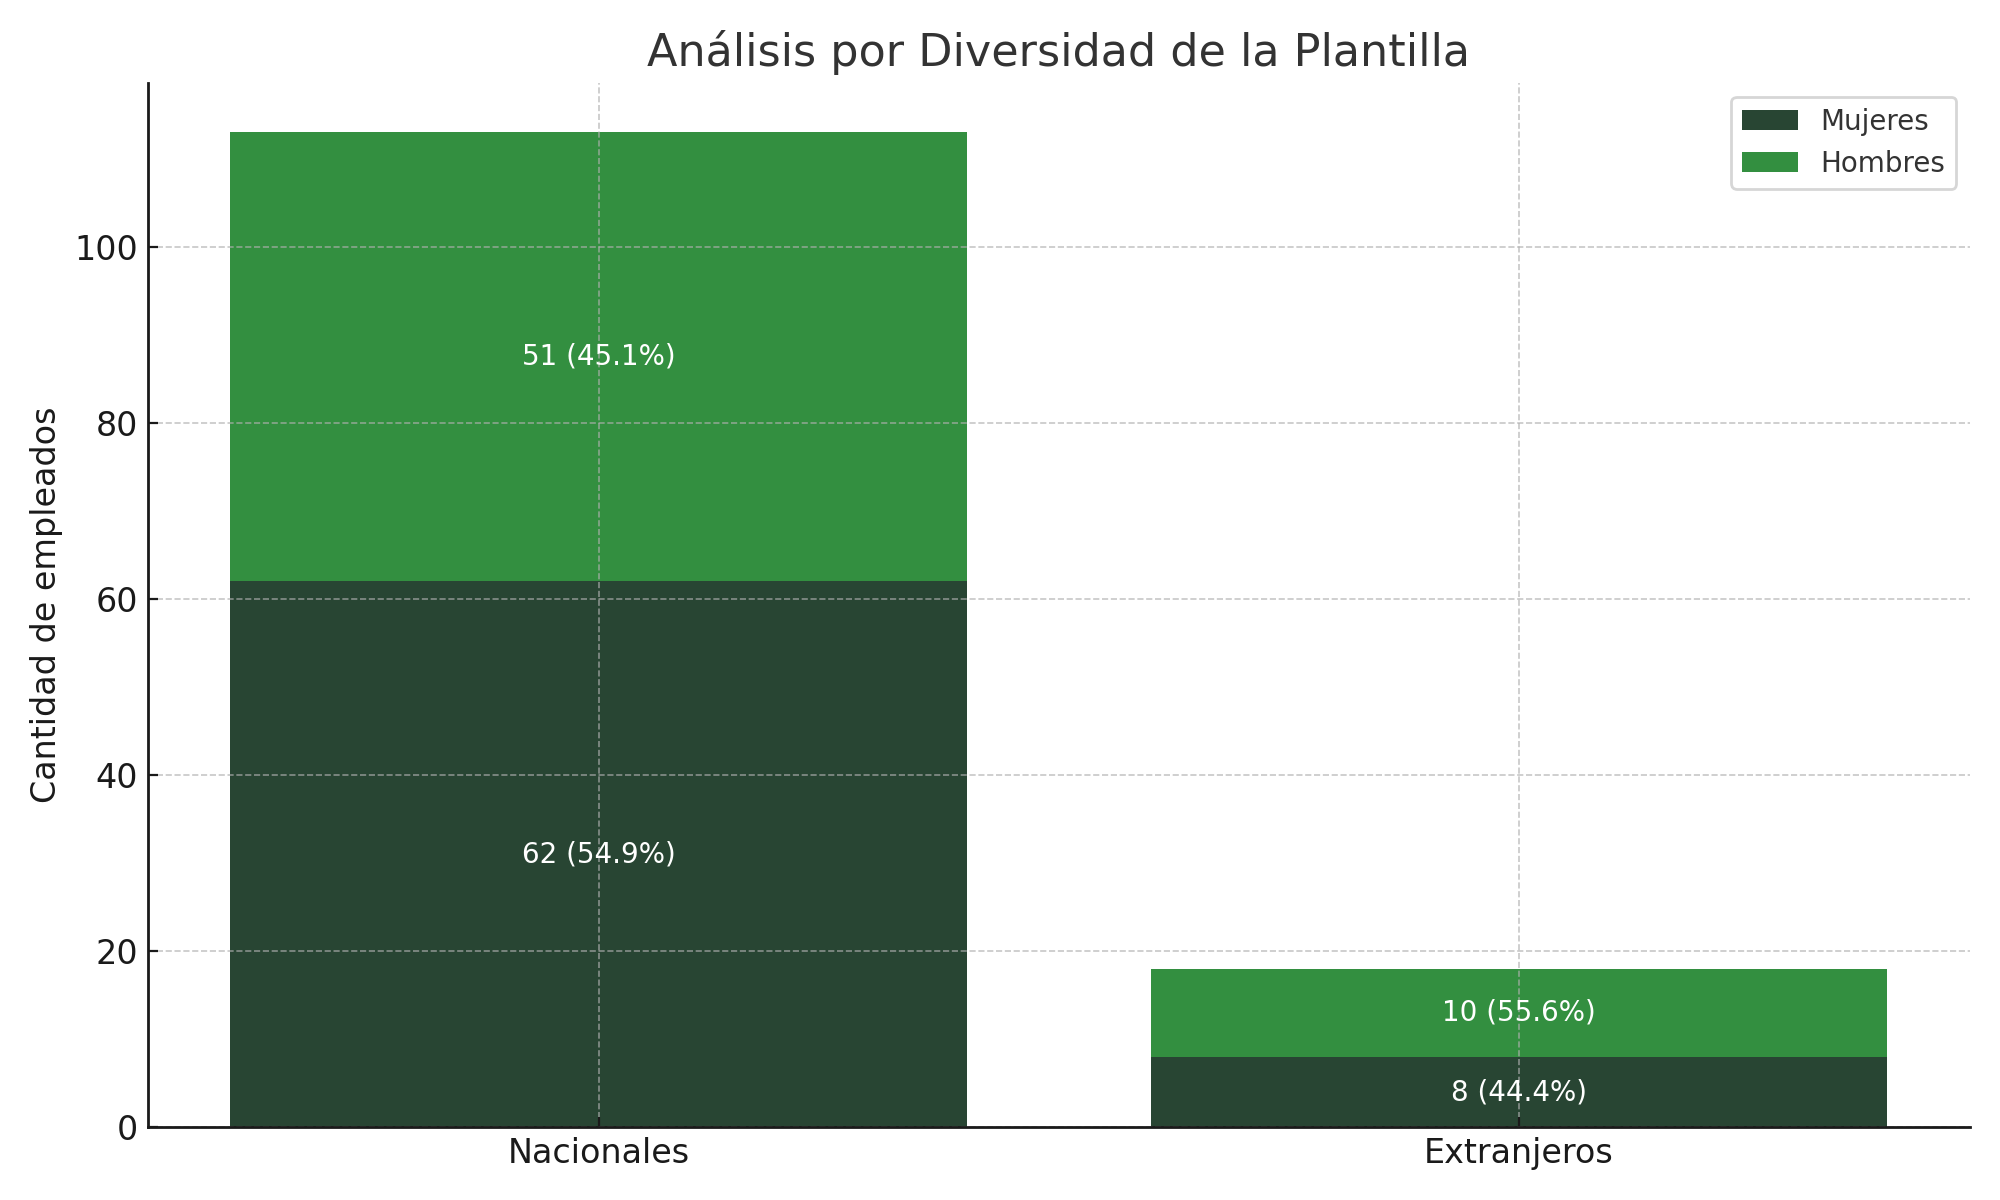 Análisis por Diversidad de la Plantilla
Mujeres
Hombres
Cantidad de empleados
100
80
60
40
20
0
51 (45.1%)
62 (54.9%)
10 (55.6%)
8 (44.4%)
Nacionales
Extranjeros